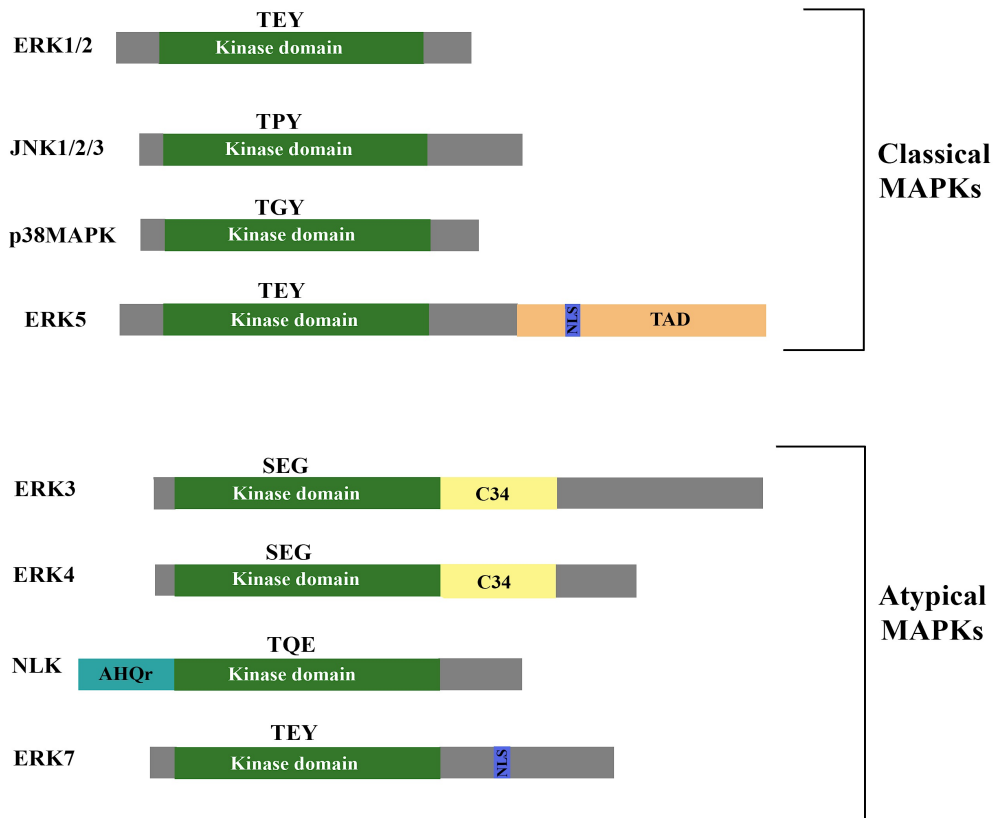 TEY
ERK1/2
Kinase domain
TPY
JNK1/2/3
Kinase domain
TGY
p38MAPK
Kinase domain
TEY
ERK5
Kinase domain
NLS
TAD
Classical
MAPKs
SEG
ERK3
Kinase domain
C34
SEG
ERK4
Kinase domain
C34
TQE
NLK
AHQr
Kinase domain
TEY
ERK7
Kinase domain
NLS
Atypical
MAPKs